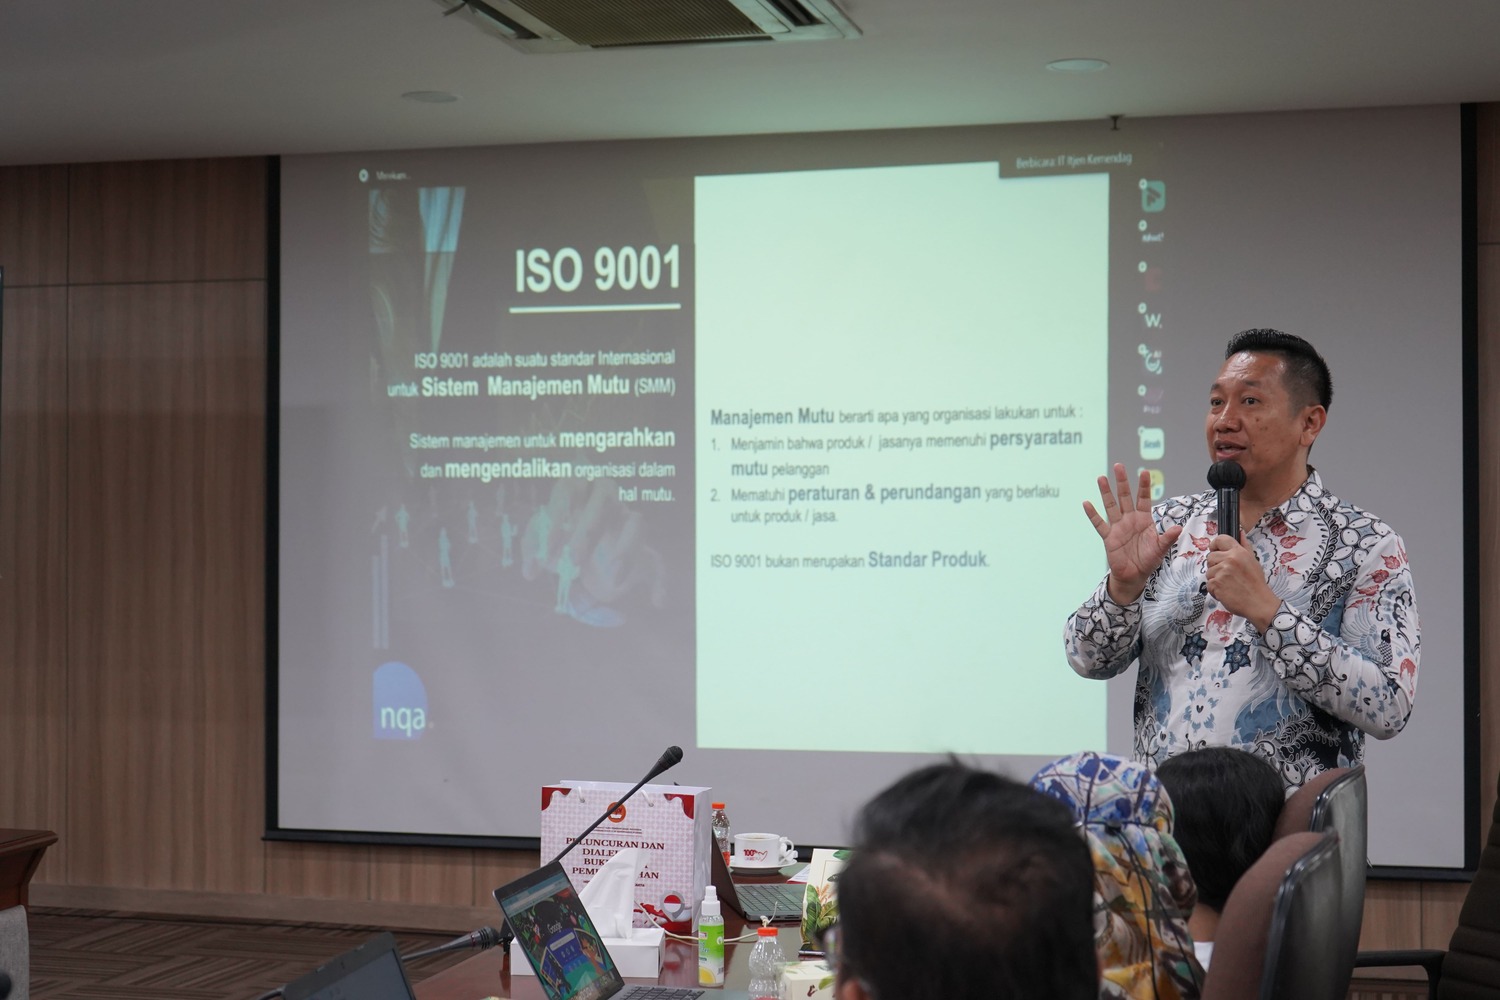 Berbicara: IT Itjen Kemendag
ISO 9001
ISO 9001 adalah suatu standar Internasional
untuk Sistem Manajemen Mutu (SMM)
Sistem manajemen untuk mengarahkan
dan mengendalikan organisasi dalam
hal mutu.
nqa
Manajemen Mutu berarti apa yang organisasi lakukan untuk :
1. Menjamin bahwa produk / jasanya memenuhi persyaratan
mutu pelanggan
2. Mematuhi peraturan & perundangan yang berlaku
untuk produk / jasa.
ISO 9001 bukan merupakan Standar Produk.
W.
PELUNCURAN DAN
Google